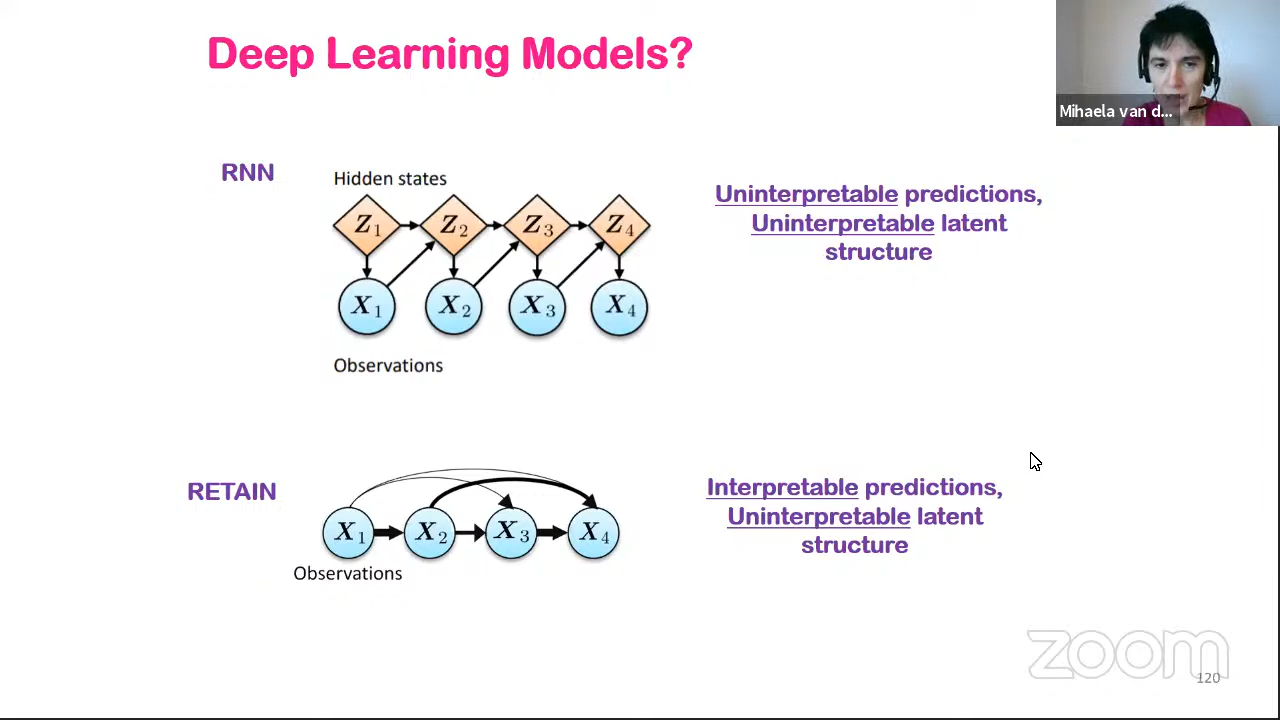 Deep Learning Models?
Mihaela van d...
RNN
Hidden states
Z1 Z2 Z3 Z4
X1 X2 X3 X4
Observations
Uninterpretable predictions,
Uninterpretable latent
structure
RETAIN
X1 X2 X3 X4
Observations
Interpretable predictions,
Uninterpretable latent
structure
zoom
120